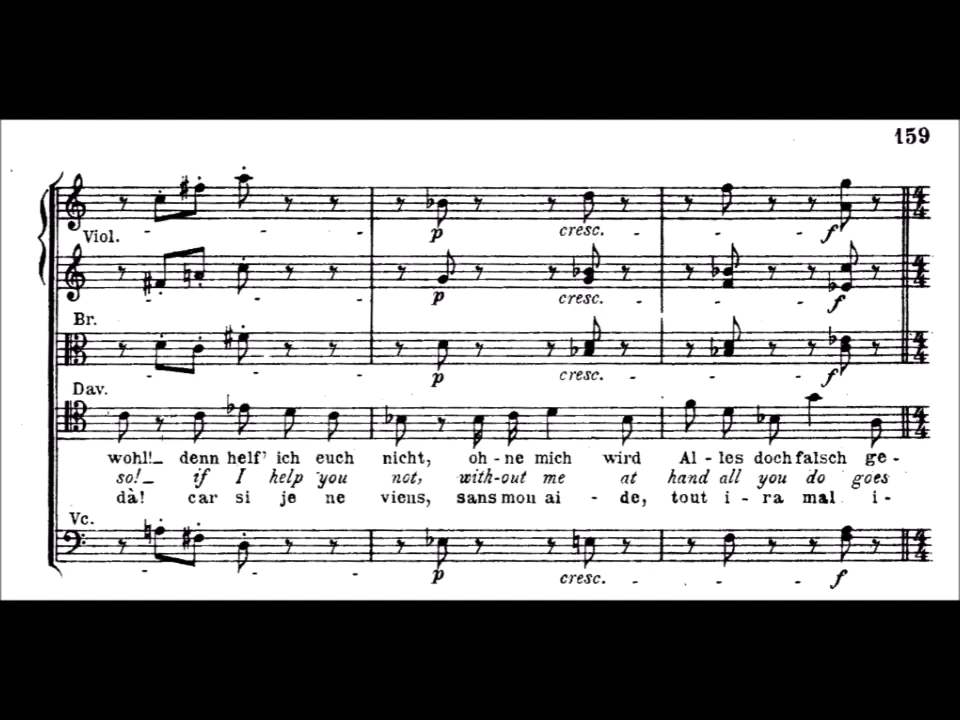 159
Viol.
p cresc. f
p cresc. f
Br.
p cresc. f
Dav.
wohl!_ denn helf' ich euch nicht, oh-ne mich wird Al-les doch falsch ge-
so!_ if I help you not, with-out me at hand all you do goes
dà! car si je ne viens, sans mon ai-de, tout i-ra mal i-
Vc.
p cresc. f